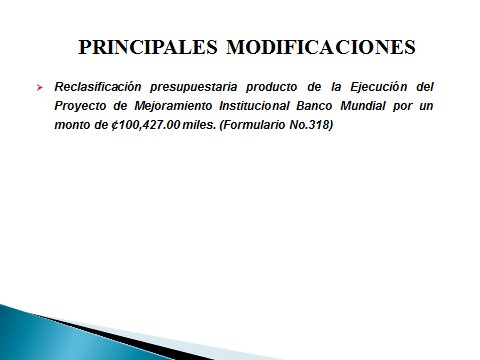 PRINCIPALES MODIFICACIONES
Reclasificación presupuestaria producto de la Ejecución del
Proyecto de Mejoramiento Institucional Banco Mundial por un
monto de ¢100,427.00 miles. (Formulario No.318)